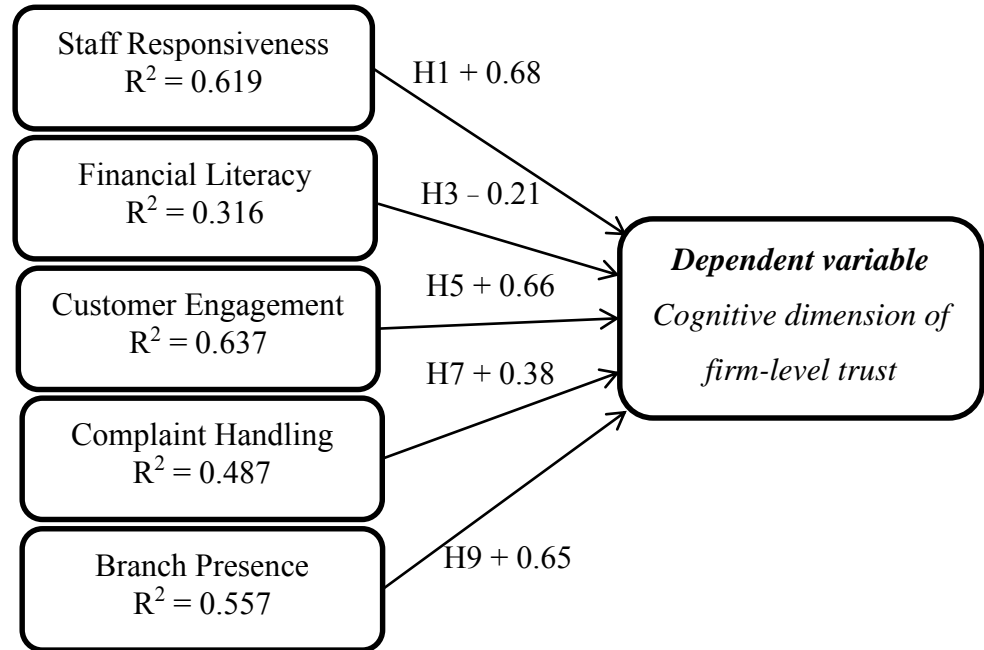 Staff Responsiveness
R² = 0.619
H1 + 0.68
Financial Literacy
R² = 0.316
H3 - 0.21
Customer Engagement
R² = 0.637
H5 + 0.66
Complaint Handling
R² = 0.487
H7 + 0.38
Branch Presence
R² = 0.557
H9 + 0.65
Dependent variable
Cognitive dimension of
firm-level trust